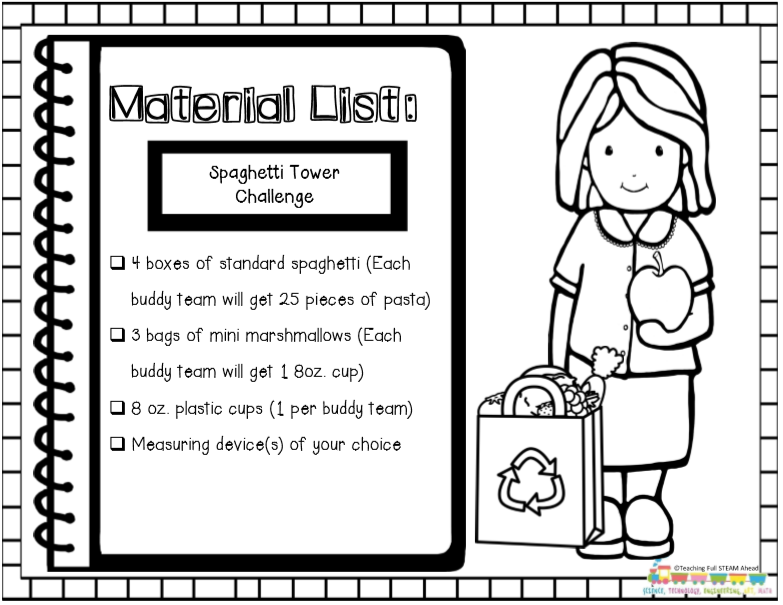 Material List:
Spaghetti Tower
Challenge
4 boxes of standard spaghetti (Each
buddy team will get 25 pieces of pasta)
3 bags of mini marshmallows (Each
buddy team will get 1 8oz. cup)
8 oz. plastic cups (1 per buddy team)
Measuring device(s) of your choice
©Teaching Full STEAM Ahead
SCIENCE, TECHNOLOGY, ENGINEERING, ART, MATH